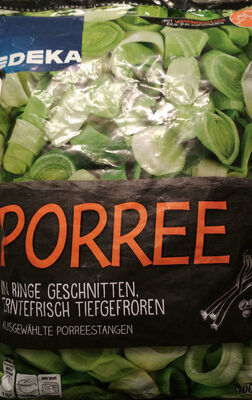 EDEKA
PORREE
IN RINGE GESCHNITTEN,
ERNTEFRISCH TIEFGEFROREN
AUSGEWÄHLTE PORREESTANGEN